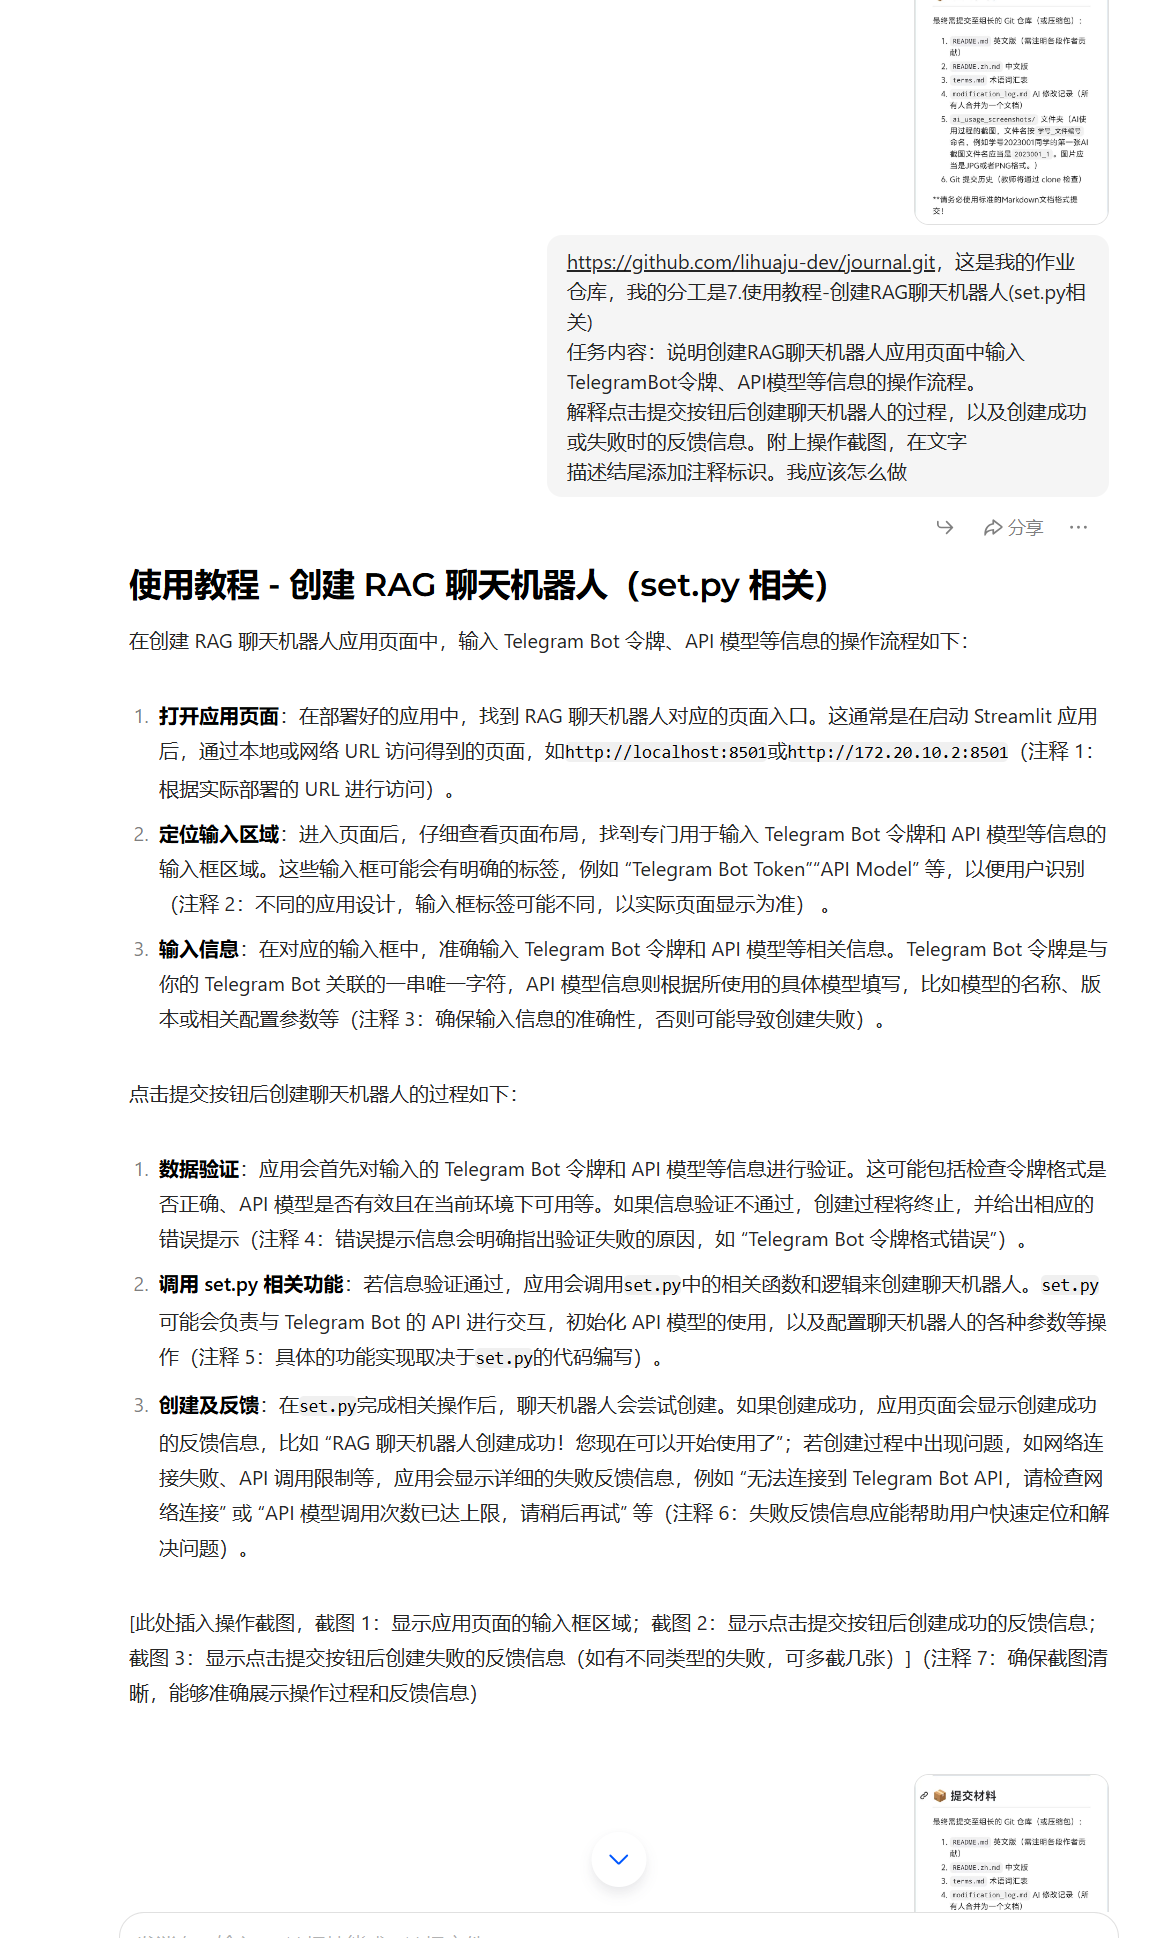 最终需提交至组长的 Git 仓库（或压缩包）：
1. README.md 英文版（需注明各段作者贡
献）
2. README.zh.md 中文版
3. terms.md 术语词汇表
4. modification_log.md AI 修改记录（所
有人合并为一个文档）
5. ai_usage_screenshots/ 文件夹（AI使
用过程的截图，文件名按 学号_文件编号
命名，例如学号2023001同学的第一张AI
截图文件名应当是 2023001_1 。图片应
当是JPG或者PNG格式。）
6. Git 提交历史（教师将通过 clone 检查）
**请务必使用标准的Markdown文档格式提
交！
https://github.com/lihuaju-dev/journal.git，这是我的作业
仓库，我的分工是7.使用教程-创建RAG聊天机器人(set.py相
关)
任务内容：说明创建RAG聊天机器人应用页面中输入
TelegramBot令牌、API模型等信息的操作流程。
解释点击提交按钮后创建聊天机器人的过程，以及创建成功
或失败时的反馈信息。附上操作截图，在文字
描述结尾添加注释标识。我应该怎么做
分享
使用教程 - 创建 RAG 聊天机器人（set.py 相关）
在创建 RAG 聊天机器人应用页面中，输入 Telegram Bot 令牌、API 模型等信息的操作流程如下：
1. 打开应用页面：在部署好的应用中，找到 RAG 聊天机器人对应的页面入口。这通常是在启动 Streamlit 应用
后，通过本地或网络 URL 访问得到的页面，如http://localhost:8501或http://172.20.10.2:8501（注释 1：
根据实际部署的 URL 进行访问）。
2. 定位输入区域：进入页面后，仔细查看页面布局，找到专门用于输入 Telegram Bot 令牌和 API 模型等信息的
输入框区域。这些输入框可能会有明确的标签，例如 “Telegram Bot Token”“API Model” 等，以便用户识别
（注释 2：不同的应用设计，输入框标签可能不同，以实际页面显示为准） 。
3. 输入信息：在对应的输入框中，准确输入 Telegram Bot 令牌和 API 模型等相关信息。Telegram Bot 令牌是与
你的 Telegram Bot 关联的一串唯一字符，API 模型信息则根据所使用的具体模型填写，比如模型的名称、版
本或相关配置参数等（注释 3：确保输入信息的准确性，否则可能导致创建失败）。
点击提交按钮后创建聊天机器人的过程如下：
1. 数据验证：应用会首先对输入的 Telegram Bot 令牌和 API 模型等信息进行验证。这可能包括检查令牌格式是
否正确、API 模型是否有效且在当前环境下可用等。如果信息验证不通过，创建过程将终止，并给出相应的
错误提示（注释 4：错误提示信息会明确指出验证失败的原因，如 “Telegram Bot 令牌格式错误”）。
2. 调用 set.py 相关功能：若信息验证通过，应用会调用set.py中的相关函数和逻辑来创建聊天机器人。set.py
可能会负责与 Telegram Bot 的 API 进行交互，初始化 API 模型的使用，以及配置聊天机器人的各种参数等操
作（注释 5：具体的功能实现取决于set.py的代码编写）。
3. 创建及反馈：在set.py完成相关操作后，聊天机器人会尝试创建。如果创建成功，应用页面会显示创建成功
的反馈信息，比如 “RAG 聊天机器人创建成功！您现在可以开始使用了”；若创建过程中出现问题，如网络连
接失败、API 调用限制等，应用会显示详细的失败反馈信息，例如 “无法连接到 Telegram Bot API，请检查网
络连接” 或 “API 模型调用次数已达上限，请稍后再试” 等（注释 6：失败反馈信息应能帮助用户快速定位和解
决问题）。
[此处插入操作截图，截图 1：显示应用页面的输入框区域；截图 2：显示点击提交按钮后创建成功的反馈信息；
截图 3：显示点击提交按钮后创建失败的反馈信息（如有不同类型的失败，可多截几张）]（注释 7：确保截图清
晰，能够准确展示操作过程和反馈信息）
提交材料
最终需提交至组长的 Git 仓库（或压缩包）：
1. README.md 英文版（需注明各段作者贡
献）
2. README.zh.md 中文版
3. terms.md 术语词汇表
4. modification_log.md AI 修改记录（所
有人合并为一个文档）